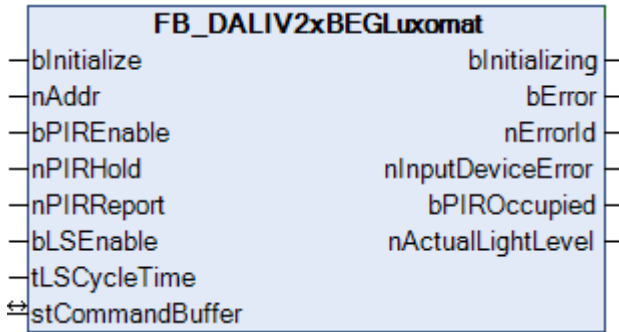 FB_DALIV2xBEGLuxomat
bInitialize bInitializing
nAddr bError
bPIREnable nErrorId
nPIRHold nInputDeviceError
nPIRReport bPIROccupied
bLSEnable nActualLightLevel
tLSCycleTime
stCommandBuffer